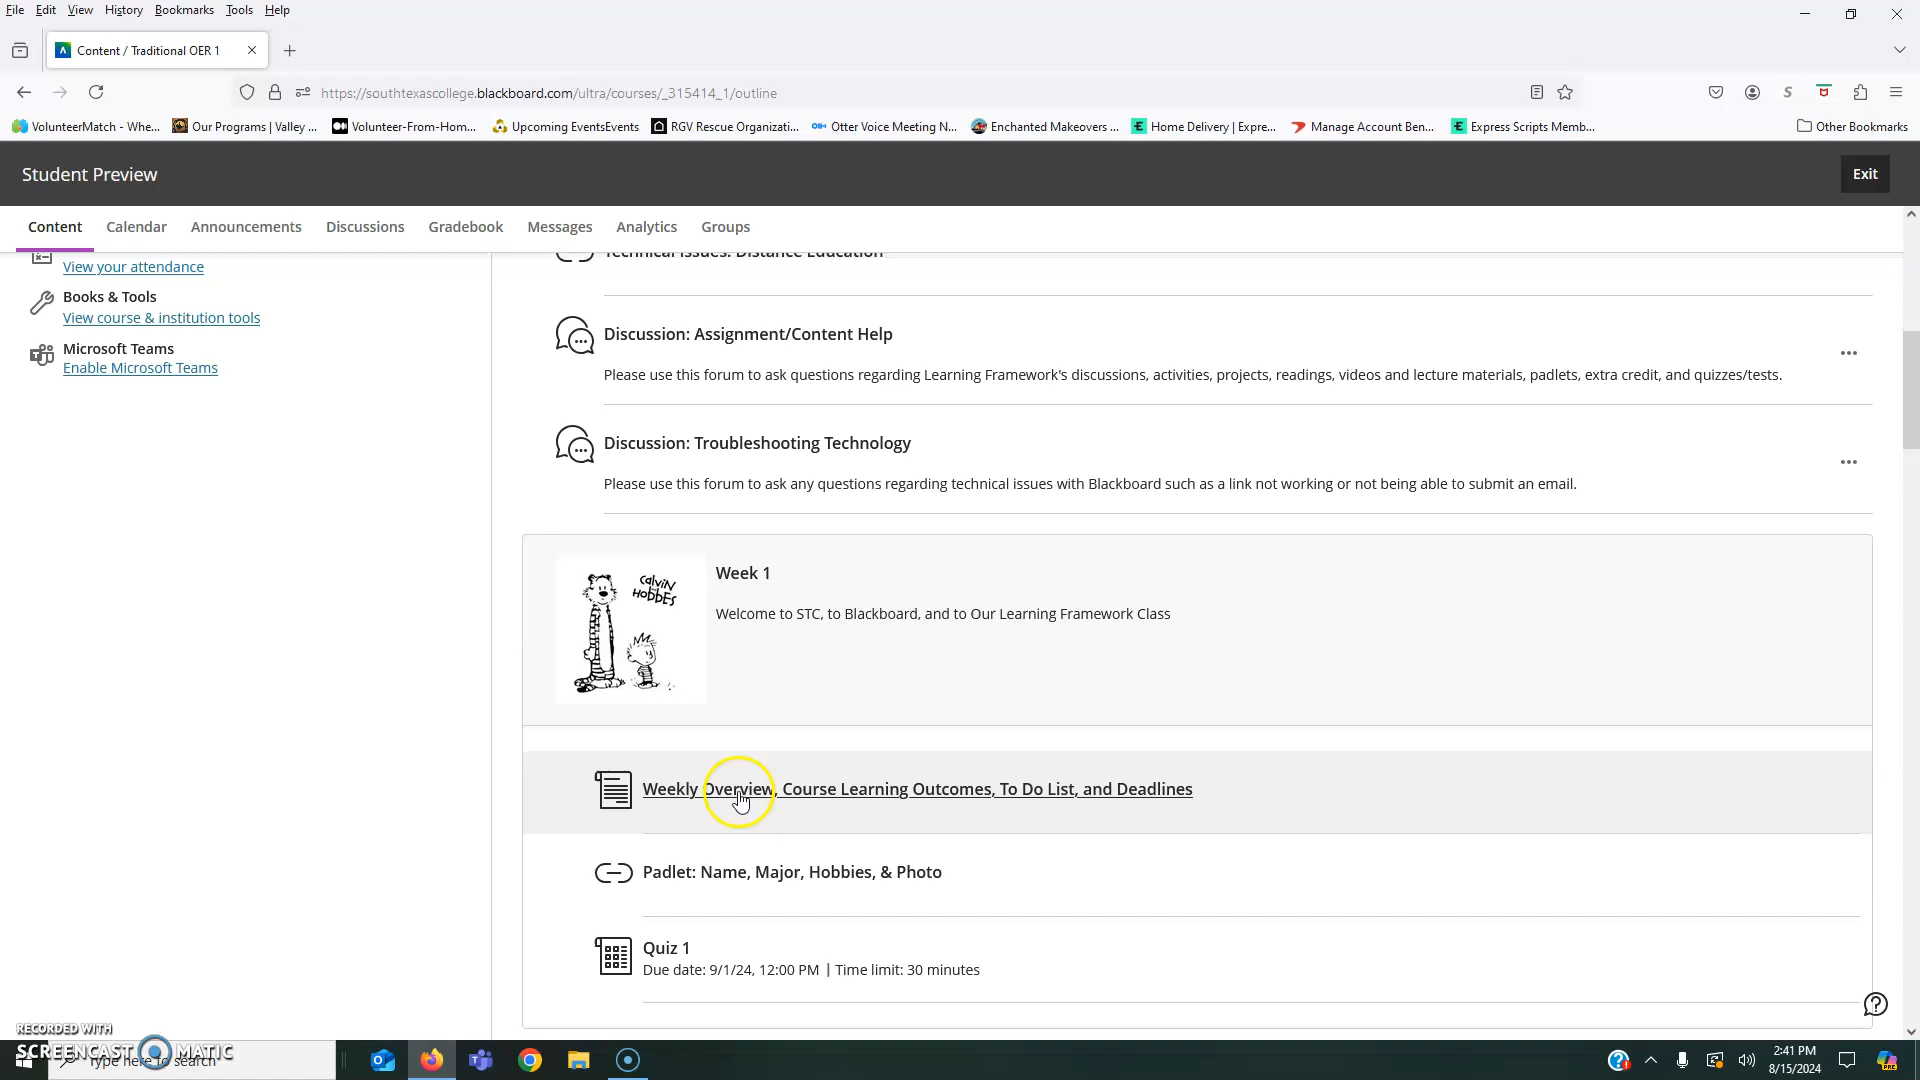 File Edit View History Bookmarks Tools Help
Content / Traditional OER 1
https://southtexascollege.blackboard.com/ultra/courses/_315414_1/outline
VolunteerMatch - Whe... Our Programs | Valley ... Volunteer-From-Hom... Upcoming EventsEvents RGV Rescue Organizati... Otter Voice Meeting N... Enchanted Makeovers ... Home Delivery | Expre... Manage Account Ben... Express Scripts Memb... Other Bookmarks
Student Preview
Exit
Content Calendar Announcements Discussions Gradebook Messages Analytics Groups
View your attendance
Books & Tools
View course & institution tools
Microsoft Teams
Enable Microsoft Teams
Technical Issues: Distance Education
Discussion: Assignment/Content Help
Please use this forum to ask questions regarding Learning Framework's discussions, activities, projects, readings, videos and lecture materials, padlets, extra credit, and quizzes/tests.
Discussion: Troubleshooting Technology
Please use this forum to ask any questions regarding technical issues with Blackboard such as a link not working or not being able to submit an email.
CALVIN
HOBBES
Week 1
Welcome to STC, to Blackboard, and to Our Learning Framework Class
Weekly Overview, Course Learning Outcomes, To Do List, and Deadlines
Padlet: Name, Major, Hobbies, & Photo
Quiz 1
Due date: 9/1/24, 12:00 PM | Time limit: 30 minutes
RECORDED WITH
SCREENCAST MATIC
Type here to search
2:41 PM
8/15/2024